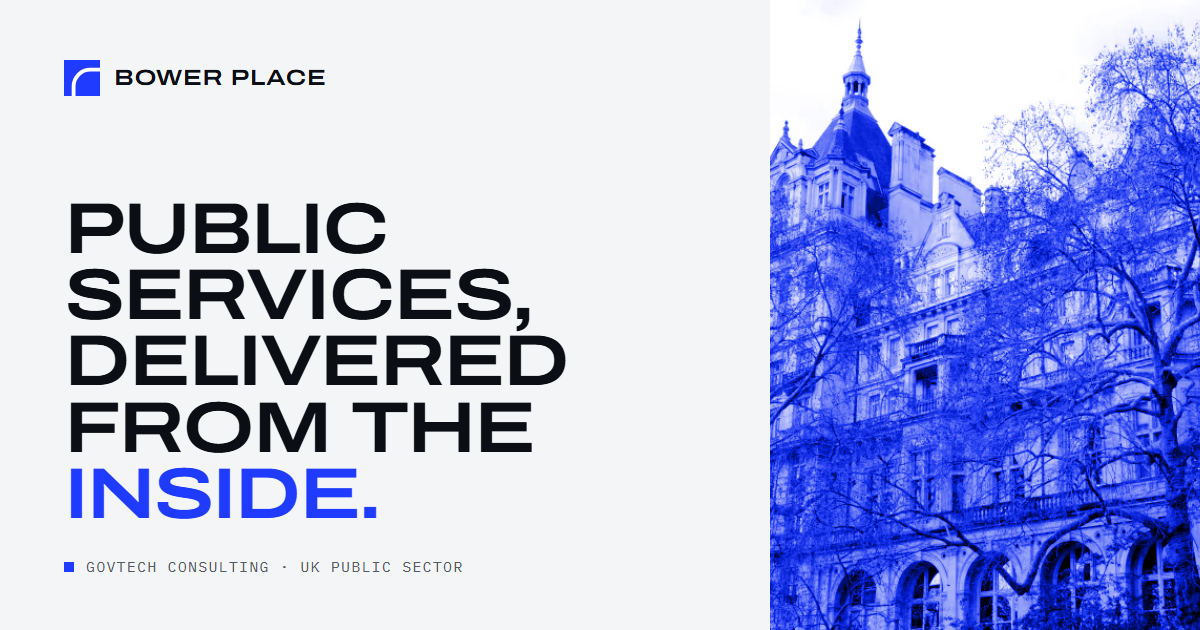 BOWER PLACE
PUBLIC
SERVICES,
DELIVERED
FROM THE
INSIDE.
GOVTECH CONSULTING · UK PUBLIC SECTOR